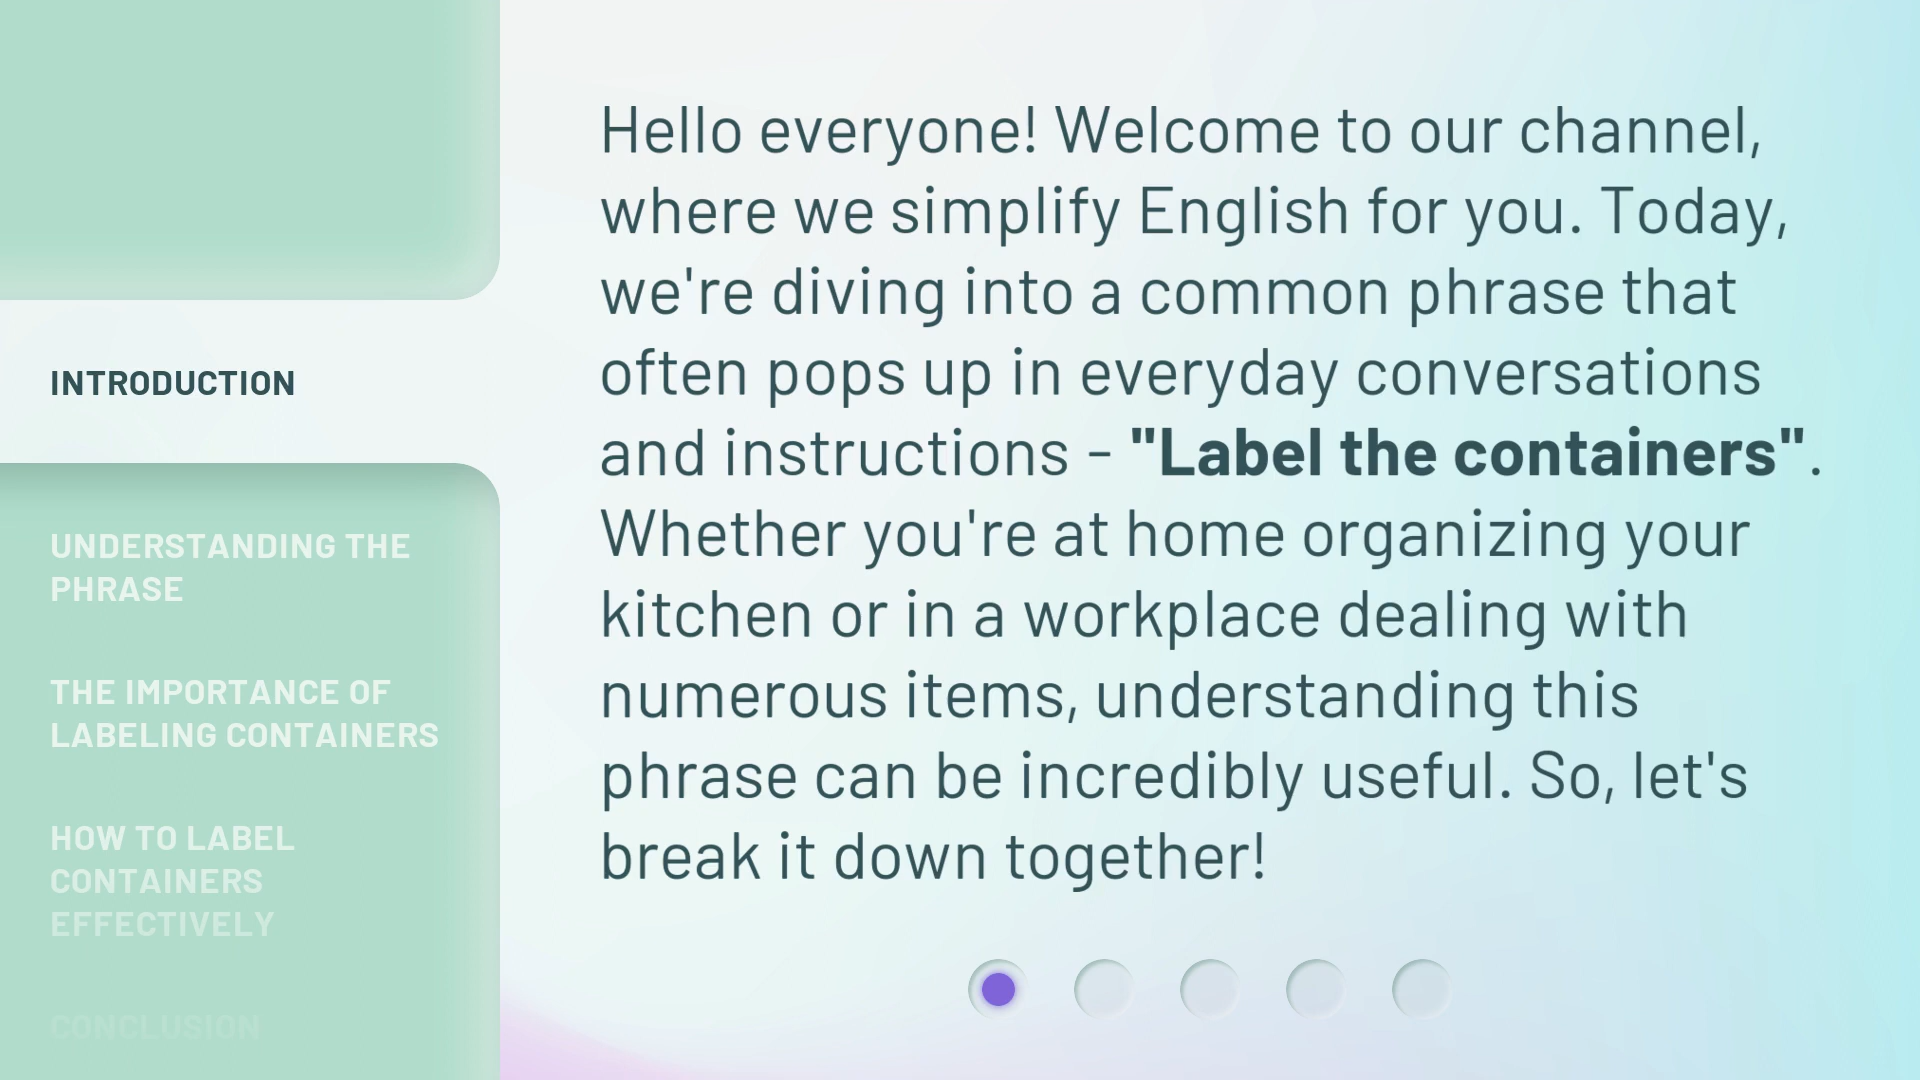 INTRODUCTION
UNDERSTANDING THE
PHRASE
THE IMPORTANCE OF
LABELING CONTAINERS
HOW TO LABEL
CONTAINERS
EFFECTIVELY
CONCLUSION
Hello everyone! Welcome to our channel,
where we simplify English for you. Today,
we're diving into a common phrase that
often pops up in everyday conversations
and instructions - "Label the containers".
Whether you're at home organizing your
kitchen or in a workplace dealing with
numerous items, understanding this
phrase can be incredibly useful. So, let's
break it down together!